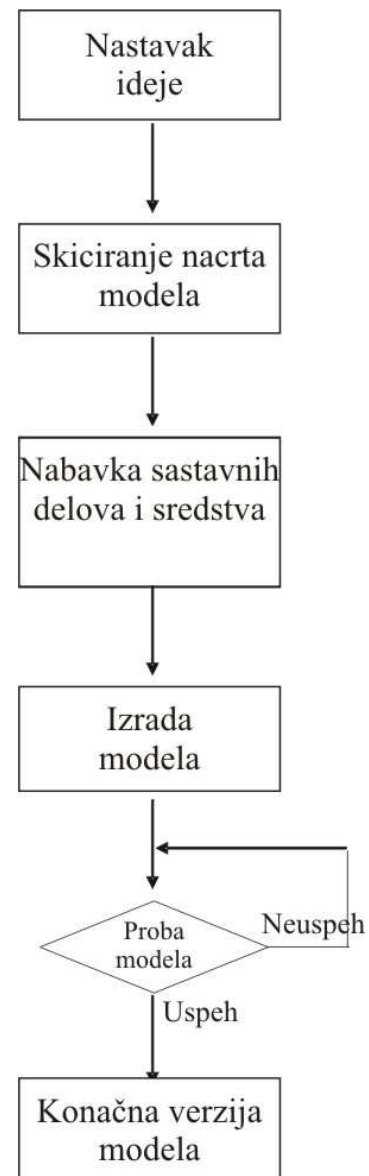 Nastavak
ideje
Skiciranje nacrta
modela
Nabavka sastavnih
delova i sredstva
Izrada
modela
Proba
modela
Neuspeh
Uspeh
Konačna verzija
modela